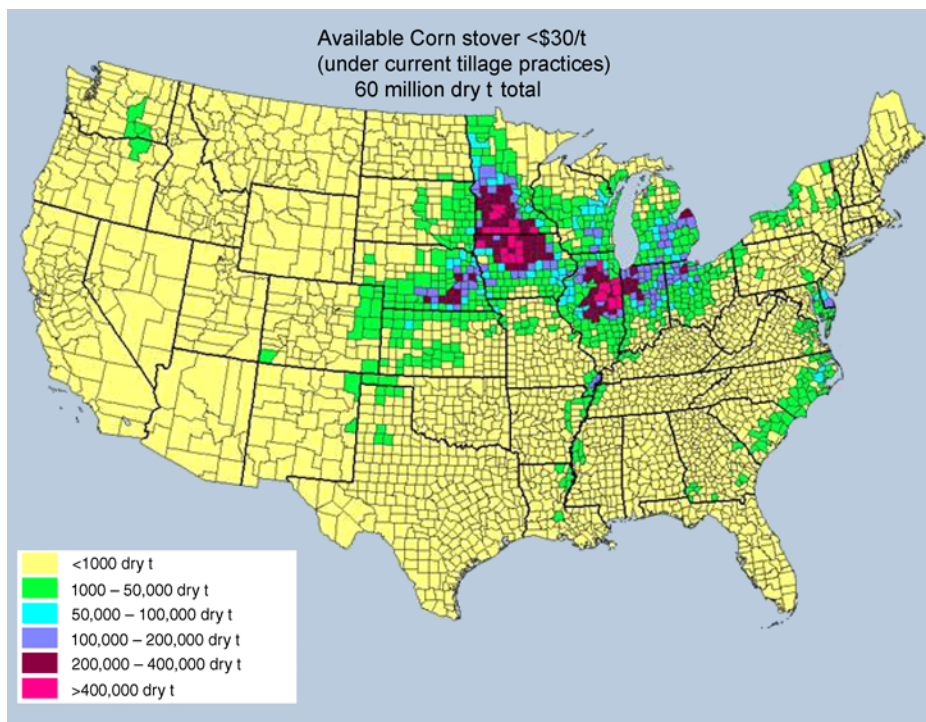 Available Corn stover <$30/t
(under current tillage practices)
60 million dry t total
<1000 dry t
1000 – 50,000 dry t
50,000 – 100,000 dry t
100,000 – 200,000 dry t
200,000 – 400,000 dry t
>400,000 dry t